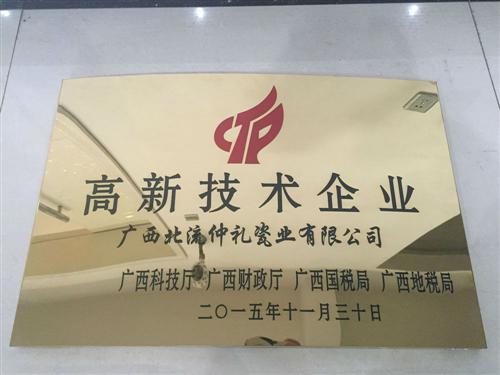 CTP
高新技术企业
广西北流仲礼瓷业有限公司
广西科技厅 广西财政厅 广西国税局 广西地税局
二〇一五年十一月三十日